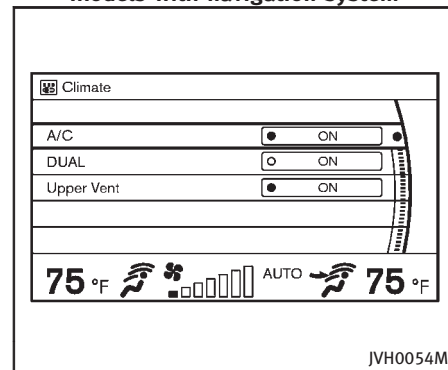 Models with navigation system
Climate
A/C ON
DUAL ON
Upper Vent ON
75 °F AUTO 75 °F
JVH0054M